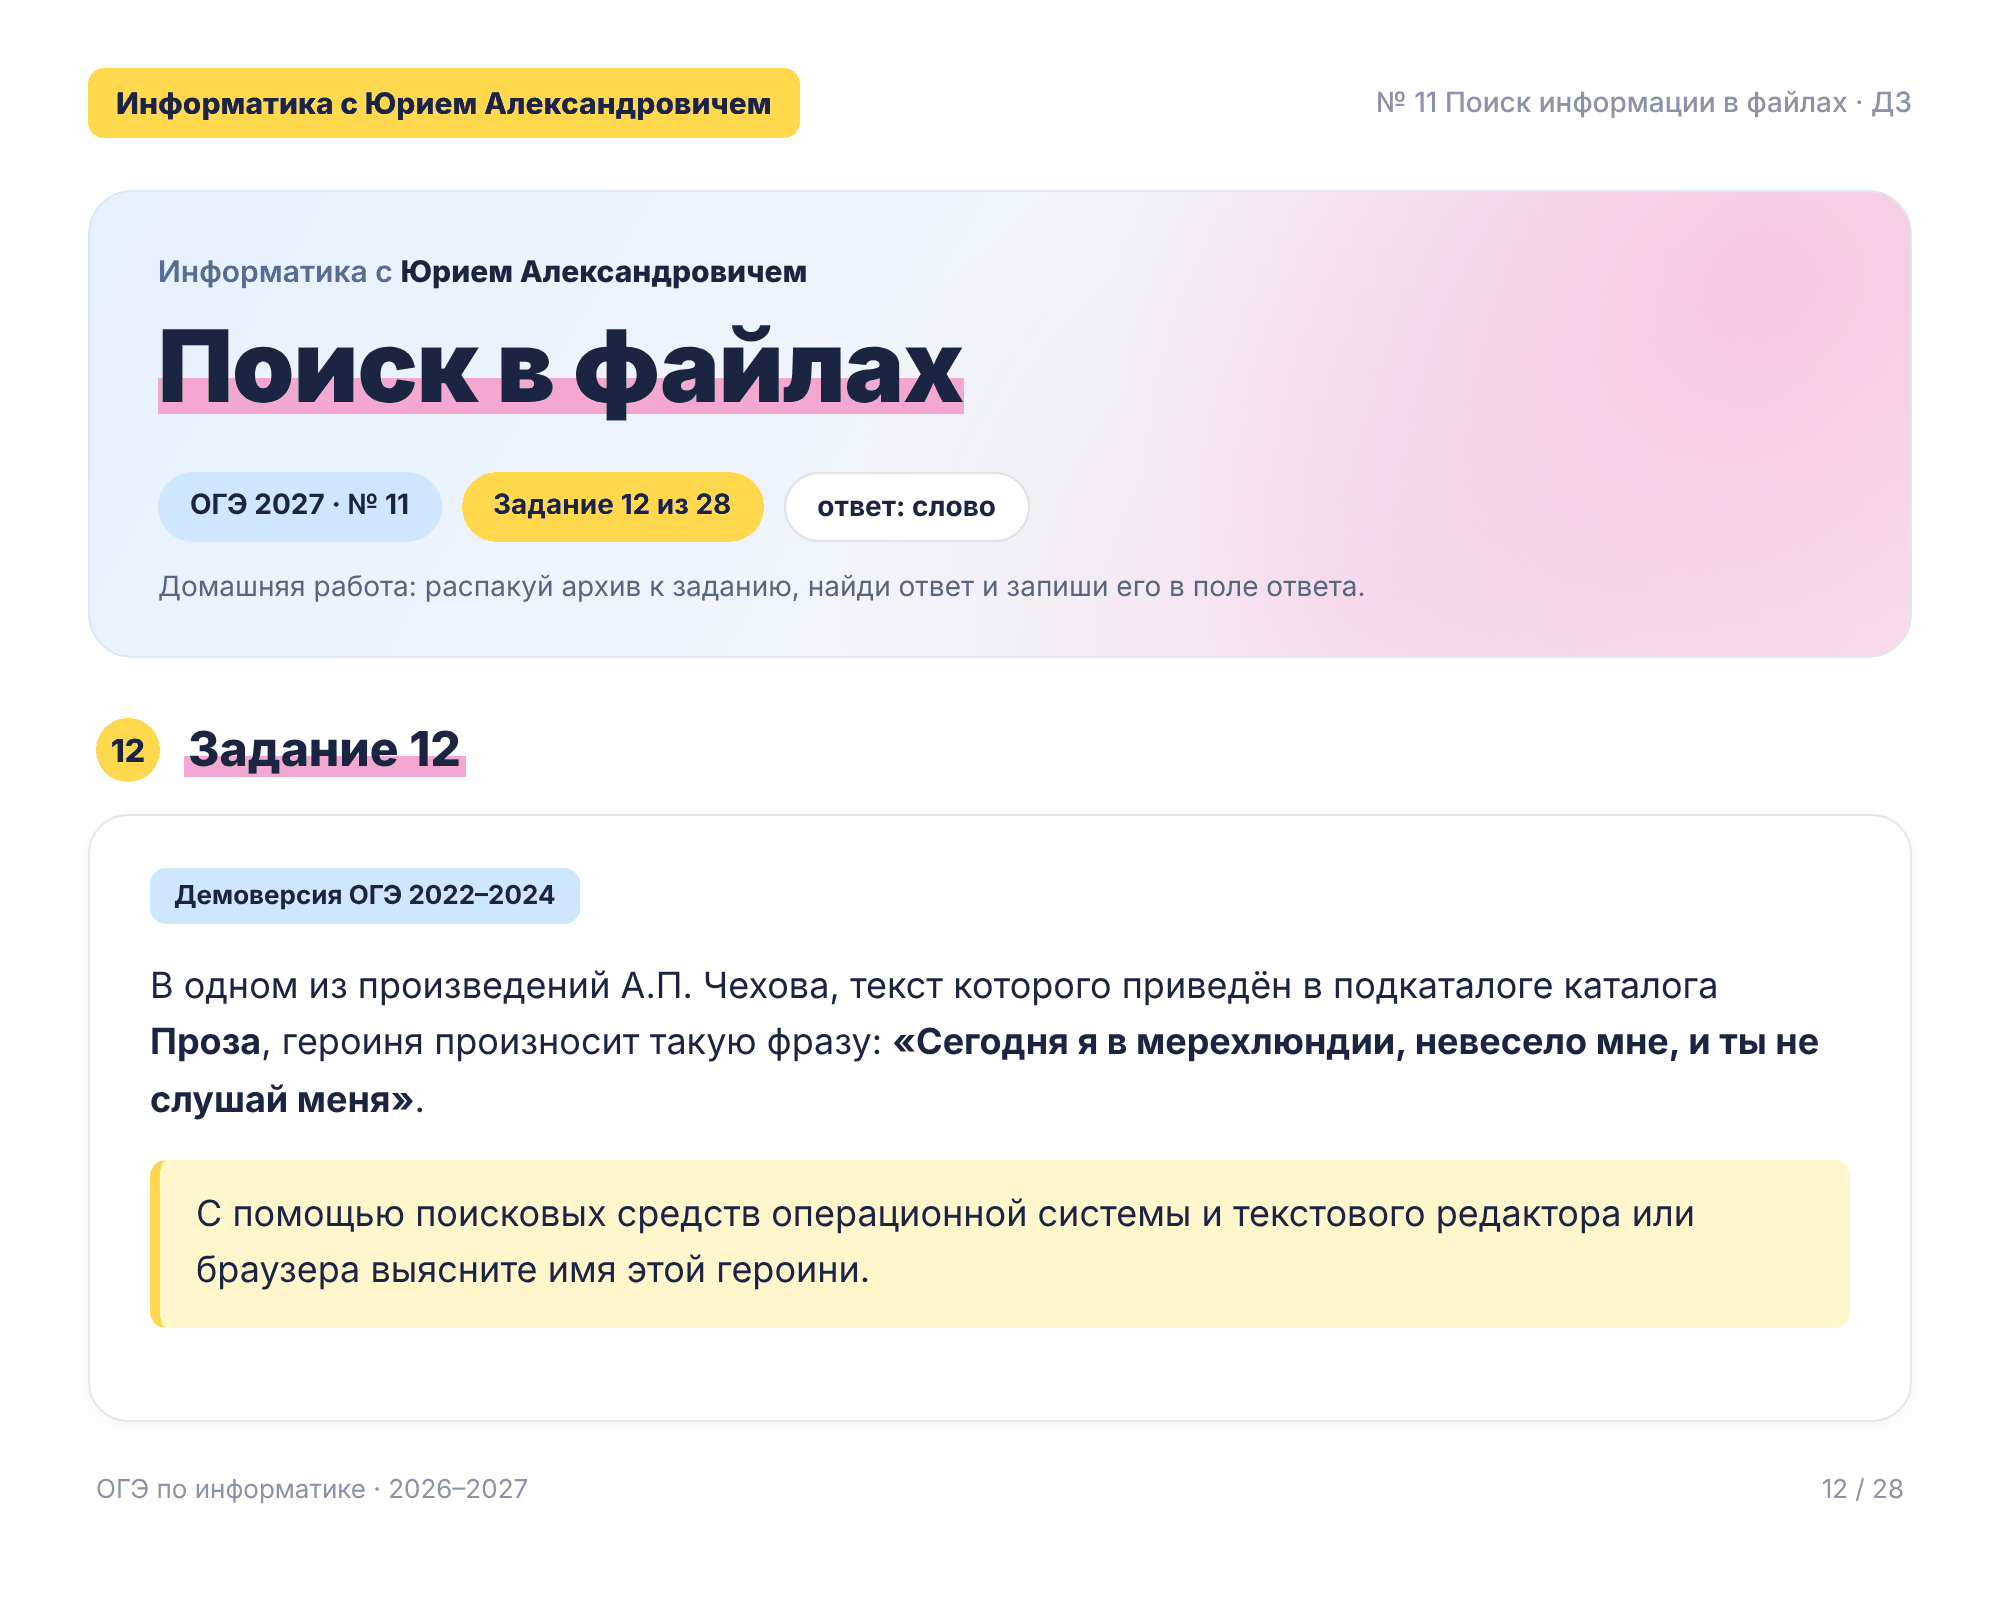 Информатика с Юрием Александровичем
№ 11 Поиск информации в файлах · ДЗ
Информатика с Юрием Александровичем
Поиск в файлах
ОГЭ 2027 · № 11
Задание 12 из 28
ответ: слово
Домашняя работа: распакуй архив к заданию, найди ответ и запиши его в поле ответа.
12 Задание 12
Демоверсия ОГЭ 2022–2024
В одном из произведений А.П. Чехова, текст которого приведён в подкаталоге каталога
Проза, героиня произносит такую фразу: «Сегодня я в мерехлюндии, невесело мне, и ты не
слушай меня».
С помощью поисковых средств операционной системы и текстового редактора или
браузера выясните имя этой героини.
ОГЭ по информатике · 2026–2027
12 / 28